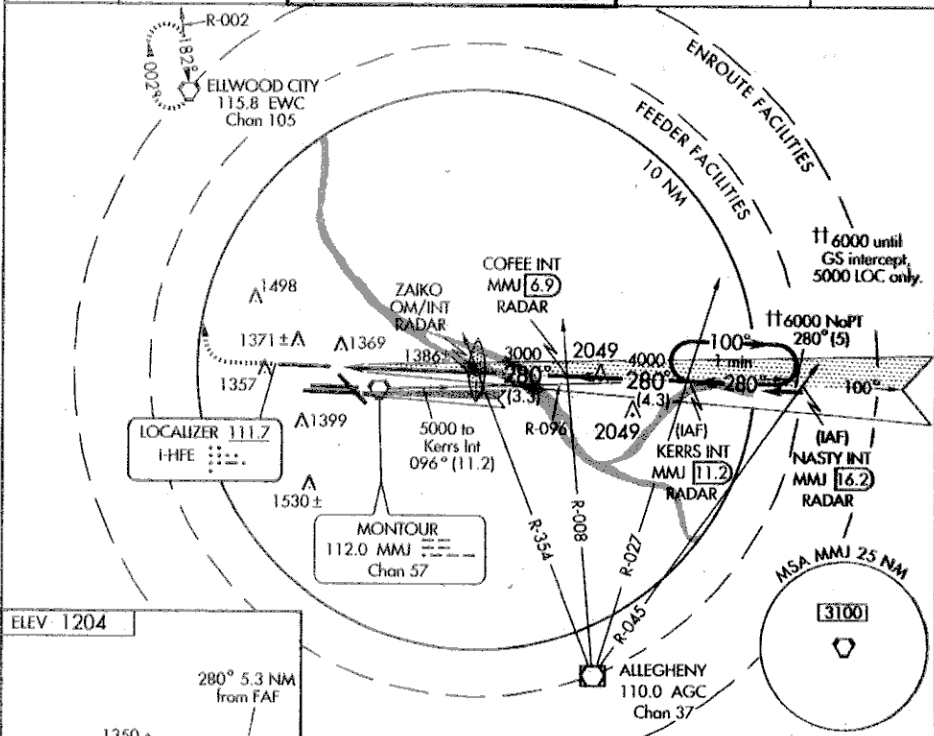 R-002
182°
002°
ELLWOOD CITY
115.8 EWC
Chan 105
ENROUTE FACILITIES
FEEDER FACILITIES
10 NM
†† 6000 until
GS intercept,
5000 LOC only.
COFEE INT
MMJ 6.9
RADAR
ZAIKO
OM/INT
RADAR
††6000 NoPT
280° (5)
1498
1371 ±
1369
1386±
3000
2049
4000
100°
1 min
1357
280°
(3.3)
280°
(4.3)
280°
100°
LOCALIZER 111.7
I-HFE
1399
5000 to
Kerrs Int
096° (11.2)
R-096
2049
(IAF)
KERRS INT
MMJ 11.2
RADAR
(IAF)
NASTY INT
MMJ 16.2
RADAR
1530 ±
MONTOUR
112.0 MMJ
Chan 57
R-354
R-008
R-027
R-045
MSA MMJ 25 NM
3100
ELEV 1204
280° 5.3 NM
from FAF
ALLEGHENY
110.0 AGC
Chan 37
1350 ±